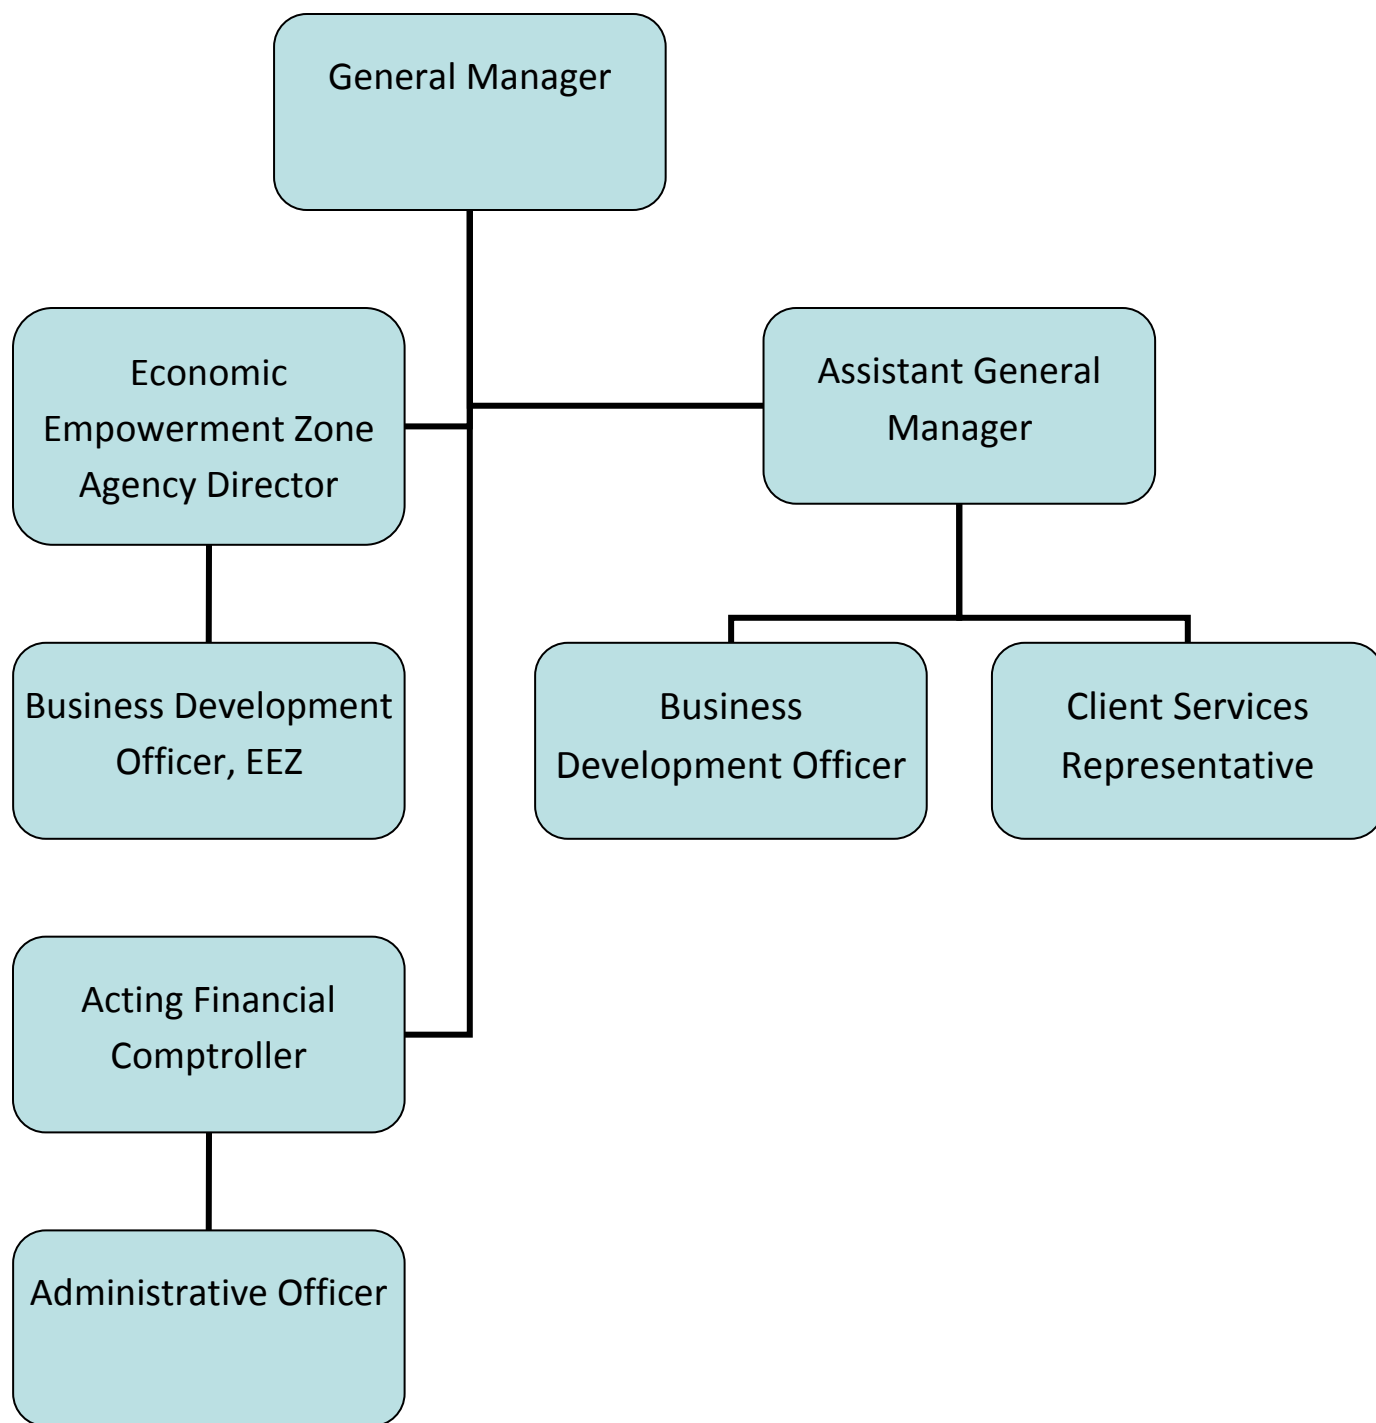 General Manager
Economic
Empowerment Zone
Agency Director
Assistant General
Manager
Business Development
Officer, EEZ
Business
Development Officer
Client Services
Representative
Acting Financial
Comptroller
Administrative Officer